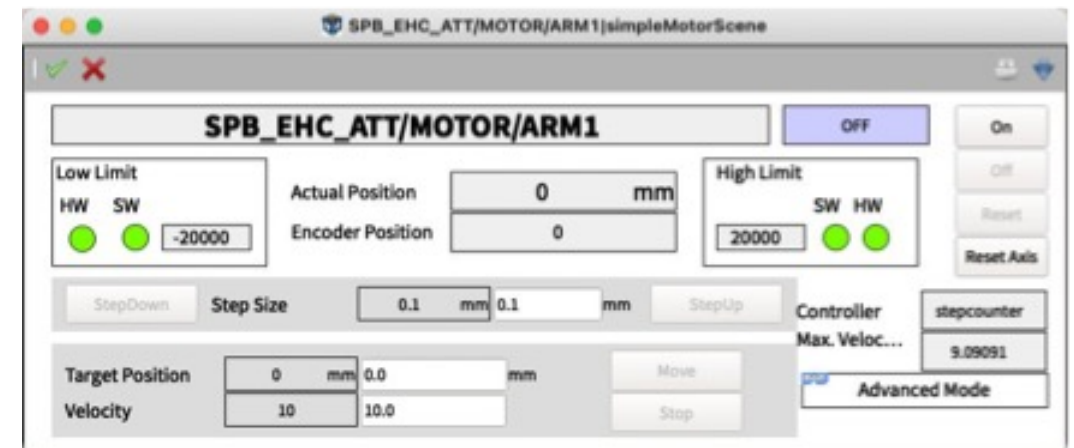 SPB_EHC_ATT/MOTOR/ARM1|simpleMotorScene
SPB_EHC_ATT/MOTOR/ARM1
OFF
On
Low Limit
HW SW
-20000
Actual Position
0 mm
Encoder Position
0
High Limit
SW HW
20000
Off
Reset
Reset Axis
StepDown
Step Size
0.1 mm
0.1 mm
StepUp
Controller
stepcounter
Max. Veloc...
9.09091
Target Position
0 mm
0.0 mm
Move
Advanced Mode
Velocity
10
10.0
Stop